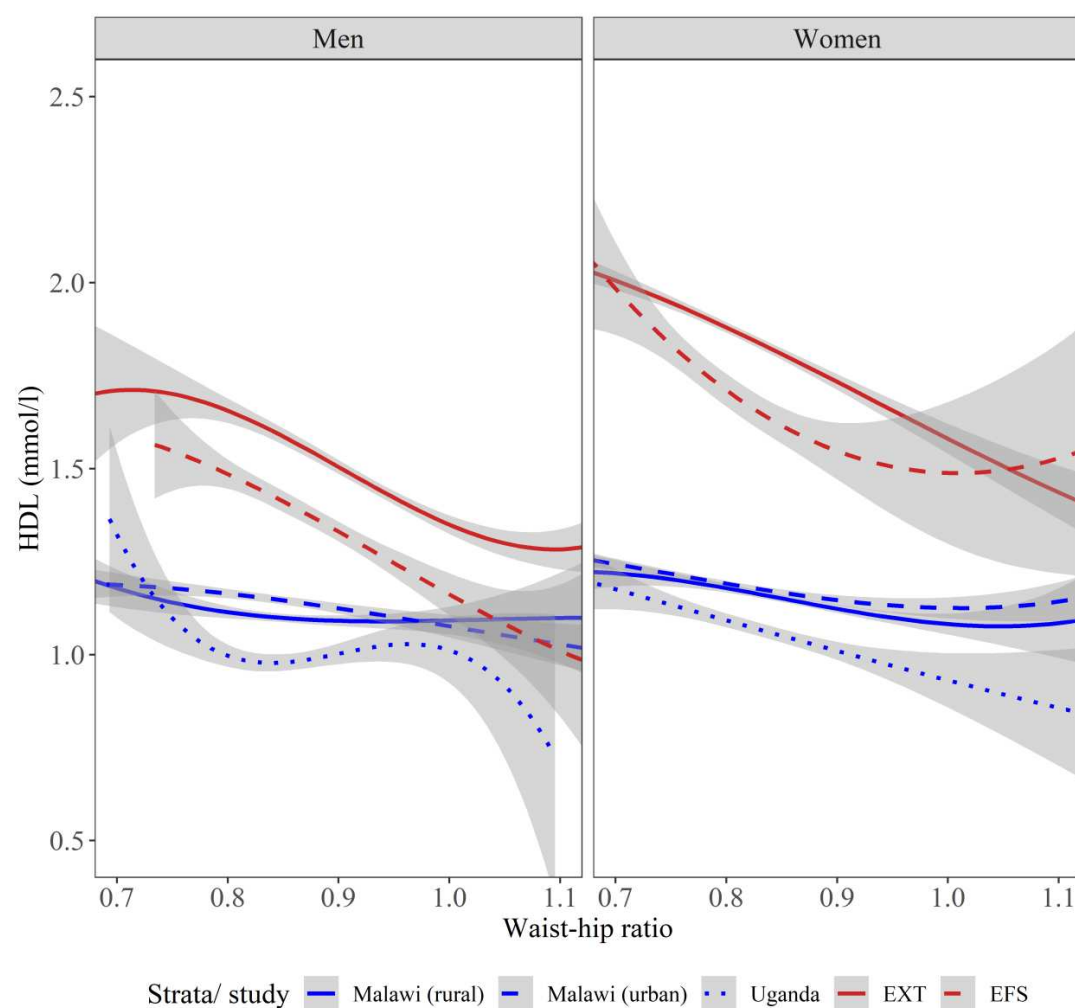 Men
Women
2.5
2.0
1.5
1.0
0.5
HDL (mmol/l)
0.7 0.8 0.9 1.0 1.1
0.7 0.8 0.9 1.0 1.1
Waist-hip ratio
Strata/ study Malawi (rural) Malawi (urban) Uganda EXT EFS